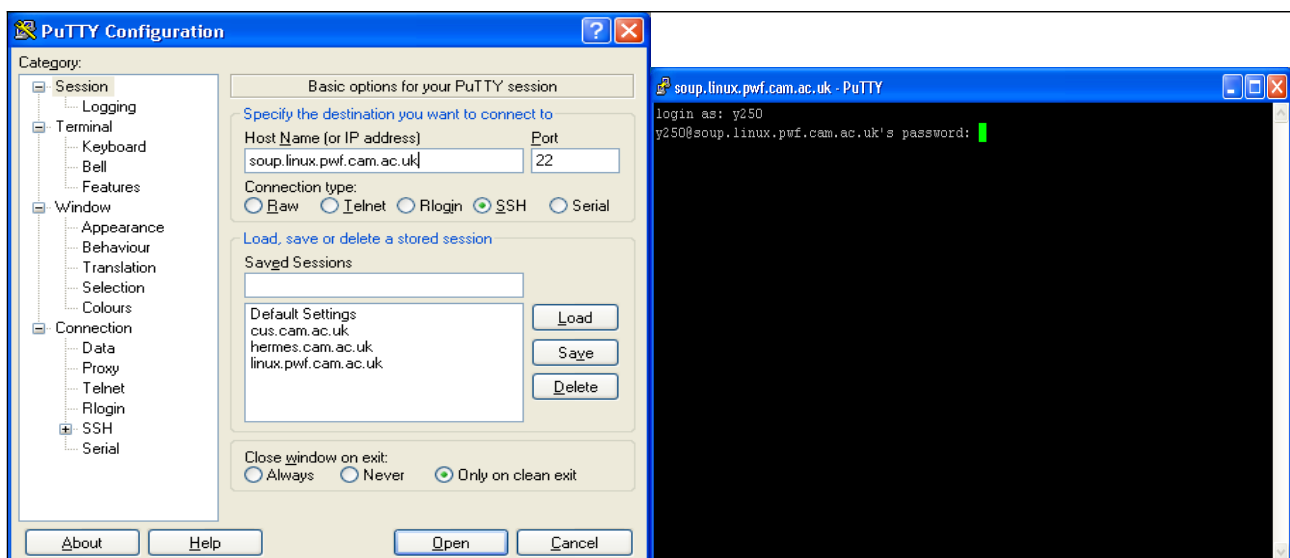 PuTTY Configuration
Category:
Session
Logging
Terminal
Keyboard
Bell
Features
Window
Appearance
Behaviour
Translation
Selection
Colours
Connection
Data
Proxy
Telnet
Rlogin
SSH
Serial
Basic options for your PuTTY session
Specify the destination you want to connect to
Host Name (or IP address) Port
soup.linux.pwf.cam.ac.uk 22
Connection type:
Raw Telnet Rlogin SSH Serial
Load, save or delete a stored session
Saved Sessions
Default Settings
cus.cam.ac.uk
hermes.cam.ac.uk
linux.pwf.cam.ac.uk
Load
Save
Delete
Close window on exit:
Always Never Only on clean exit
About Help Open Cancel
soup.linux.pwf.cam.ac.uk - PuTTY
login as: y250
y250@soup.linux.pwf.cam.ac.uk's password: